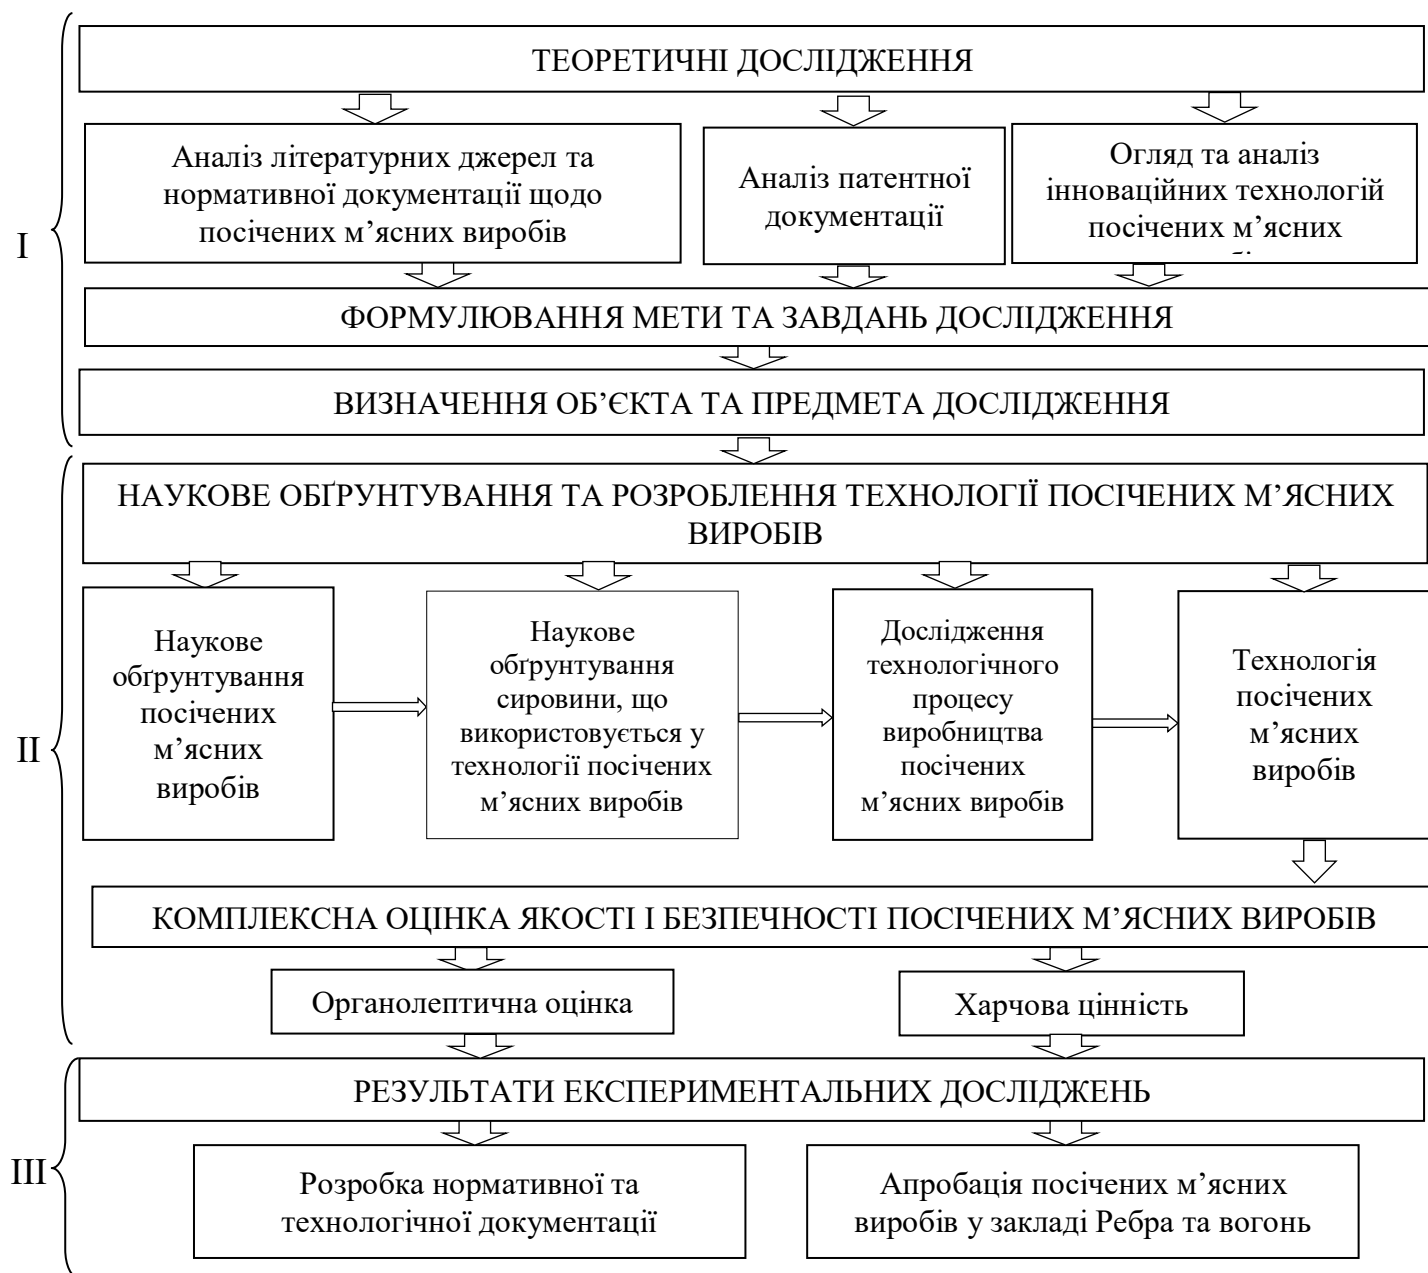 ТЕОРЕТИЧНІ ДОСЛІДЖЕННЯ
Аналіз літературних джерел та
нормативної документації щодо
посічених м’ясних виробів
Аналіз патентної
документації
Огляд та аналіз
інноваційних технологій
посічених м’ясних
I
ФОРМУЛЮВАННЯ МЕТИ ТА ЗАВДАНЬ ДОСЛІДЖЕННЯ
ВИЗНАЧЕННЯ ОБ’ЄКТА ТА ПРЕДМЕТА ДОСЛІДЖЕННЯ
НАУКОВЕ ОБҐРУНТУВАННЯ ТА РОЗРОБЛЕННЯ ТЕХНОЛОГІЇ ПОСІЧЕНИХ М’ЯСНИХ
ВИРОБІВ
Наукове
обґрунтування
посічених
м’ясних
виробів
Наукове
обґрунтування
сировини, що
використовується у
технології посічених
м’ясних виробів
Дослідження
технологічного
процесу
виробництва
посічених
м’ясних виробів
Технологія
посічених
м’ясних
виробів
II
КОМПЛЕКСНА ОЦІНКА ЯКОСТІ І БЕЗПЕЧНОСТІ ПОСІЧЕНИХ М’ЯСНИХ ВИРОБІВ
Органолептична оцінка
Харчова цінність
РЕЗУЛЬТАТИ ЕКСПЕРИМЕНТАЛЬНИХ ДОСЛІДЖЕНЬ
III
Розробка нормативної та
технологічної документації
Апробація посічених м’ясних
виробів у закладі Ребра та вогонь